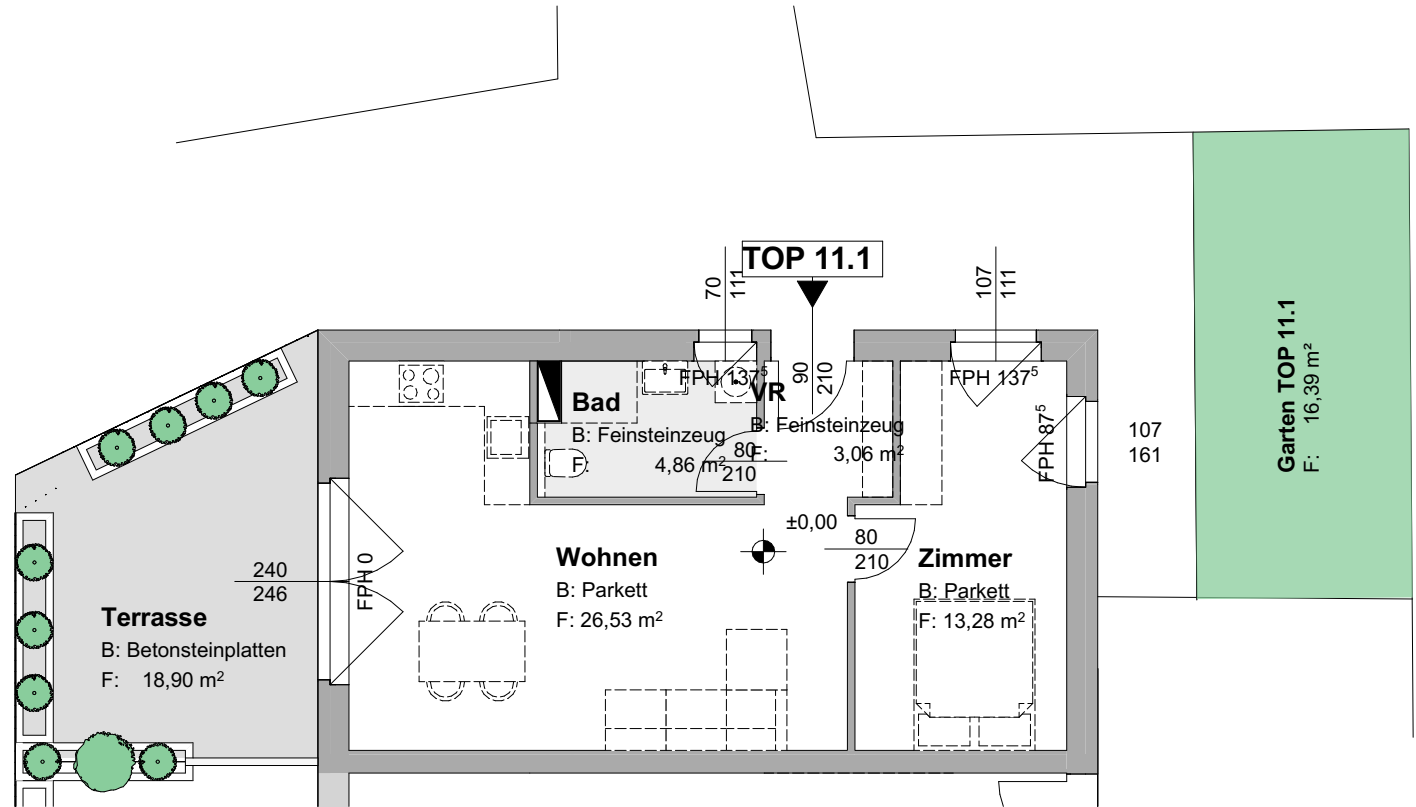 TOP 11.1
70
111
107
111
90
210
FPH 137⁵
VR
B: Feinsteinzeug
F: 3,06 m²
FPH 137⁵
Bad
B: Feinsteinzeug
F: 4,86 m²
80
210
FPH 87⁵
107
161
Garten TOP 11.1
F: 16,39 m²
±0,00
80
210
Zimmer
B: Parkett
F: 13,28 m²
Wohnen
B: Parkett
F: 26,53 m²
240
246
FPH 0
Terrasse
B: Betonsteinplatten
F: 18,90 m²